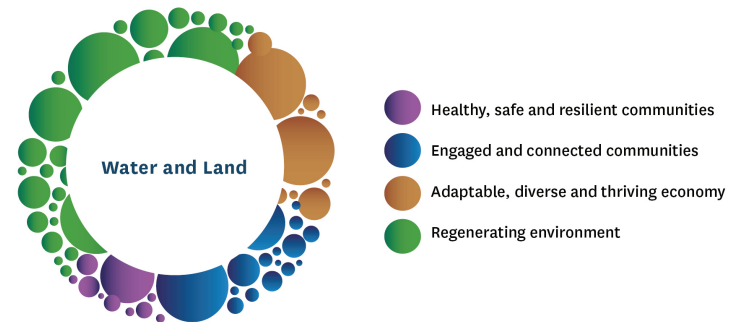 Water and Land
Healthy, safe and resilient communities
Engaged and connected communities
Adaptable, diverse and thriving economy
Regenerating environment